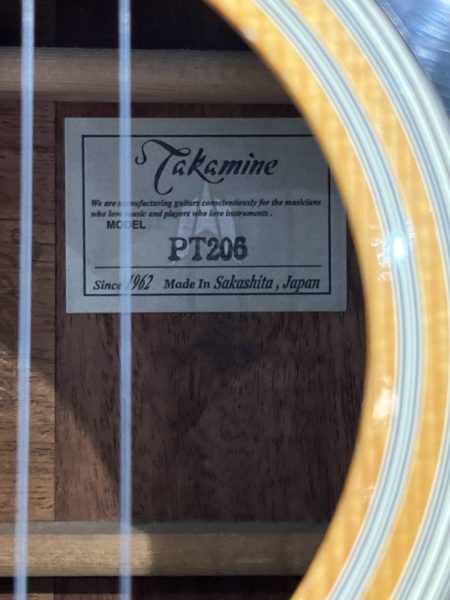 Takamine
We are manufacturing guitars conscientiously for the musicians
who love music and players who love instruments .
MODEL
PT206
Since 1962 Made In Sakashita , Japan